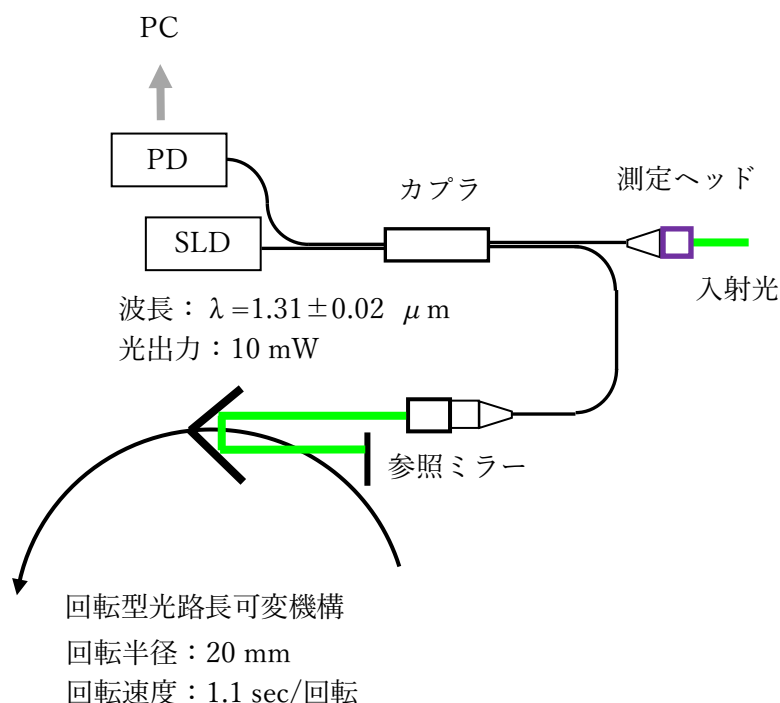 PC
PD
カプラ
測定ヘッド
SLD
入射光
波長：λ=1.31±0.02 μm
光出力：10 mW
参照ミラー
回転型光路長可変機構
回転半径：20 mm
回転速度：1.1 sec/回転